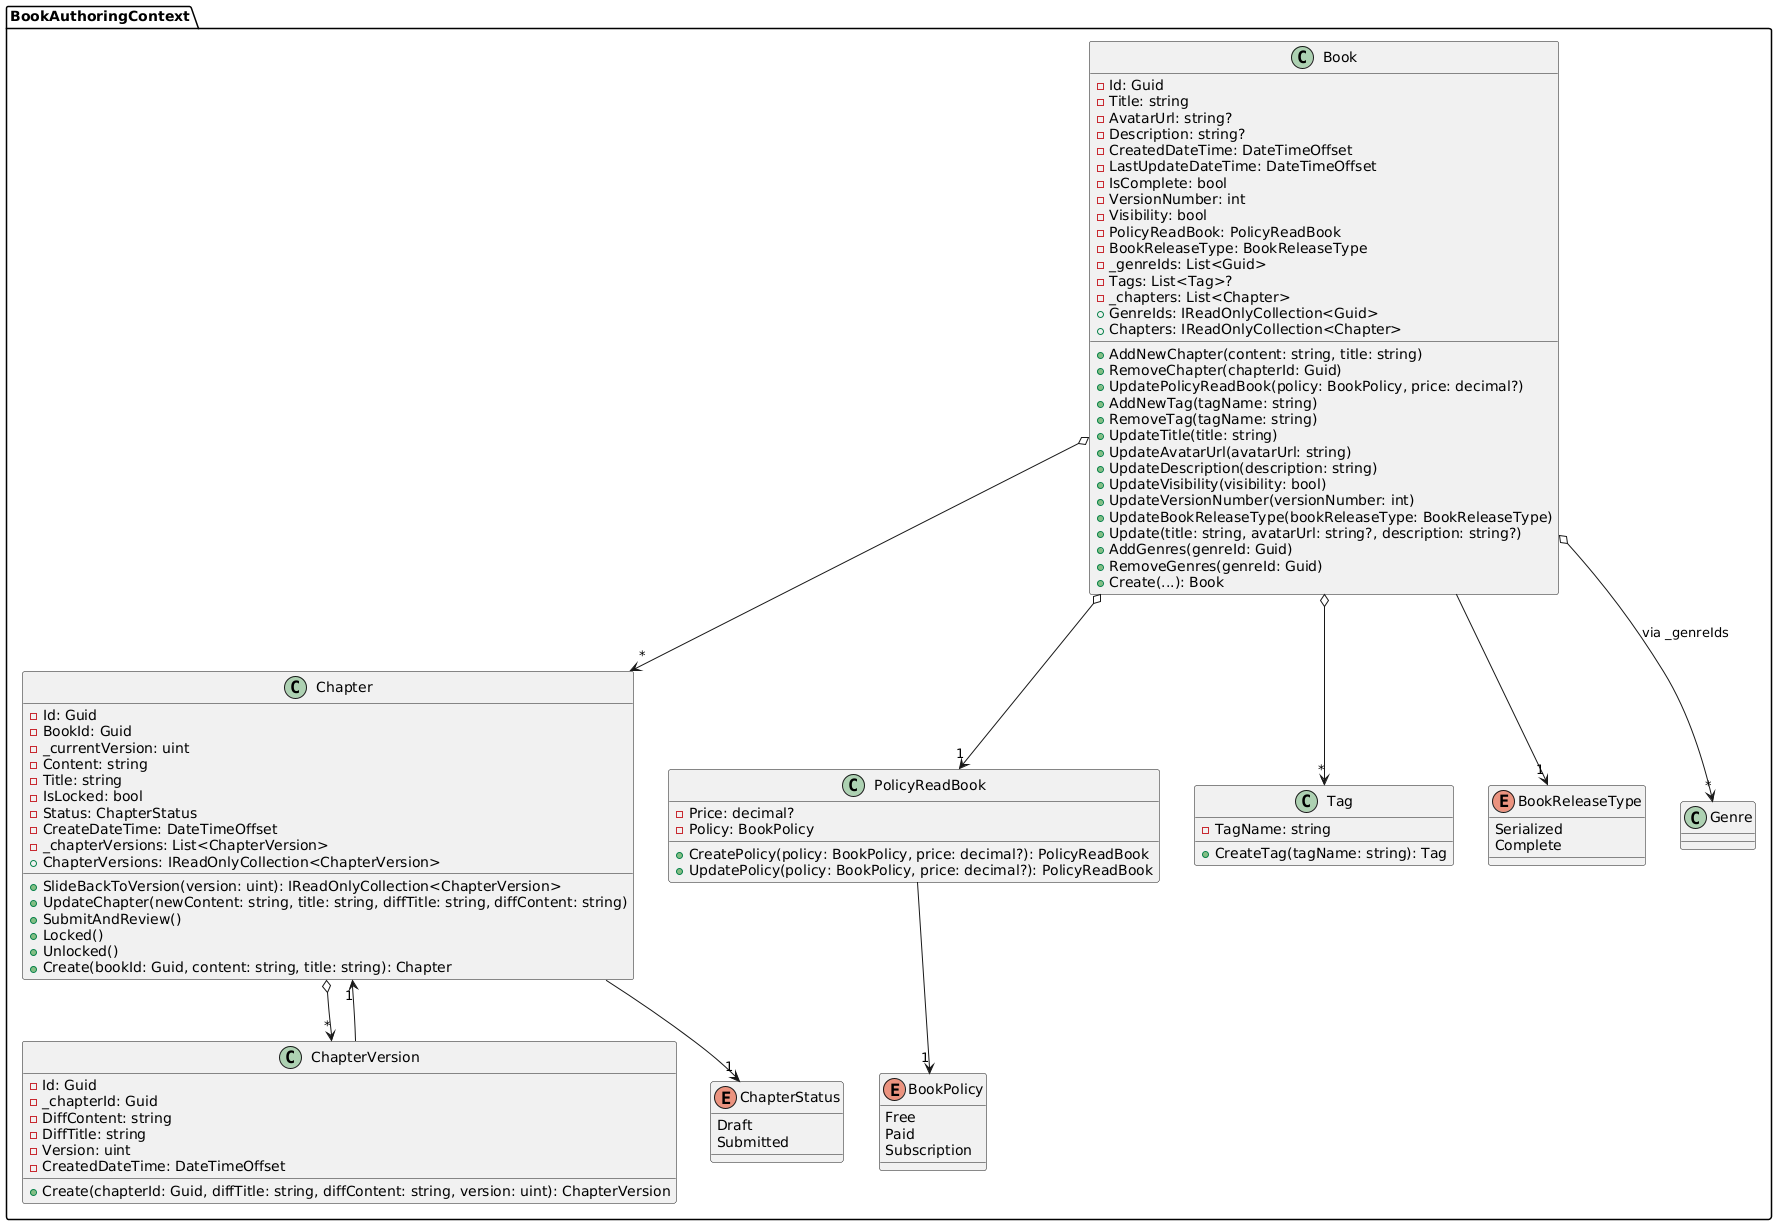 BookAuthoringContext
C Book
Id: Guid
Title: string
AvatarUrl: string?
Description: string?
CreatedDateTime: DateTimeOffset
LastUpdateDateTime: DateTimeOffset
IsComplete: bool
VersionNumber: int
Visibility: bool
PolicyReadBook: PolicyReadBook
BookReleaseType: BookReleaseType
_genreIds: List<Guid>
Tags: List<Tag>?
_chapters: List<Chapter>
GenreIds: IReadOnlyCollection<Guid>
Chapters: IReadOnlyCollection<Chapter>
AddNewChapter(content: string, title: string)
RemoveChapter(chapterId: Guid)
UpdatePolicyReadBook(policy: BookPolicy, price: decimal?)
AddNewTag(tagName: string)
RemoveTag(tagName: string)
UpdateTitle(title: string)
UpdateAvatarUrl(avatarUrl: string)
UpdateDescription(description: string)
UpdateVisibility(visibility: bool)
UpdateVersionNumber(versionNumber: int)
UpdateBookReleaseType(bookReleaseType: BookReleaseType)
Update(title: string, avatarUrl: string?, description: string?)
AddGenres(genreId: Guid)
RemoveGenres(genreId: Guid)
Create(...): Book
via _genreIds
*
C Chapter
Id: Guid
BookId: Guid
_currentVersion: uint
Content: string
Title: string
IsLocked: bool
Status: ChapterStatus
CreateDateTime: DateTimeOffset
_chapterVersions: List<ChapterVersion>
ChapterVersions: IReadOnlyCollection<ChapterVersion>
SlideBackToVersion(version: uint): IReadOnlyCollection<ChapterVersion>
UpdateChapter(newContent: string, title: string, diffTitle: string, diffContent: string)
SubmitAndReview()
Locked()
Unlocked()
Create(bookId: Guid, content: string, title: string): Chapter
1
C PolicyReadBook
Price: decimal?
Policy: BookPolicy
CreatePolicy(policy: BookPolicy, price: decimal?): PolicyReadBook
UpdatePolicy(policy: BookPolicy, price: decimal?): PolicyReadBook
*
C Tag
TagName: string
CreateTag(tagName: string): Tag
1
E BookReleaseType
Serialized
Complete
*
C Genre
1
*
C ChapterVersion
Id: Guid
_chapterId: Guid
DiffContent: string
DiffTitle: string
Version: uint
CreatedDateTime: DateTimeOffset
Create(chapterId: Guid, diffTitle: string, diffContent: string, version: uint): ChapterVersion
1
E ChapterStatus
Draft
Submitted
1
E BookPolicy
Free
Paid
Subscription